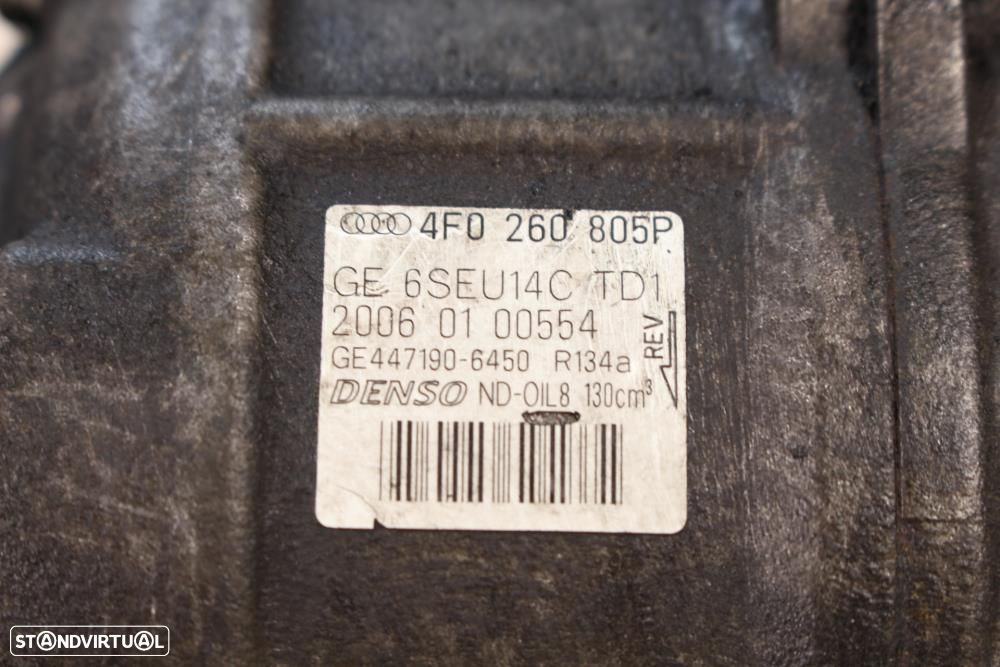 4F0 260 805P
GE 6SEU14C TD1
2006 01 00554
REV
GE447190-6450 R134a
DENSO ND-OIL8 130cm³
STANDVIRTUAL